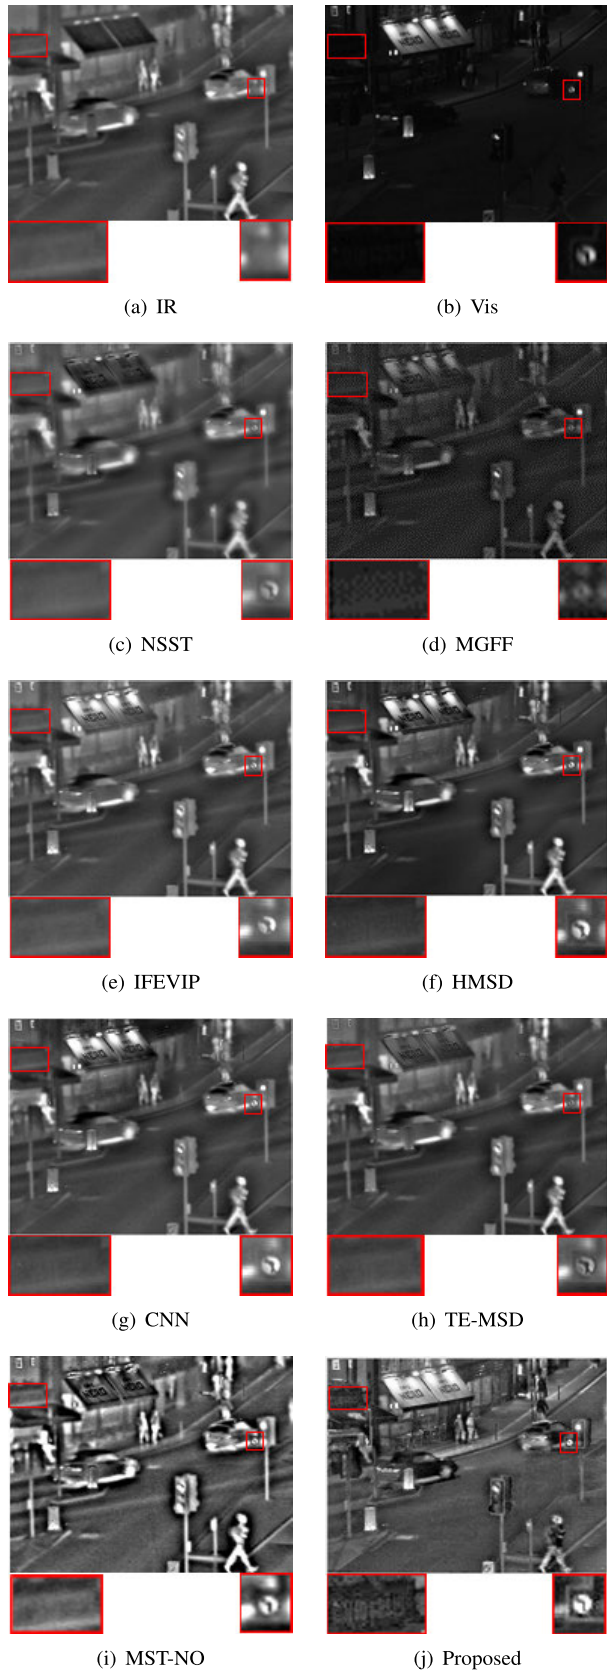 (a) IR
(b) Vis
(c) NSST
(d) MGFF
(e) IFEVIP
(f) HMSD
(g) CNN
(h) TE-MSD
(i) MST-NO
(j) Proposed